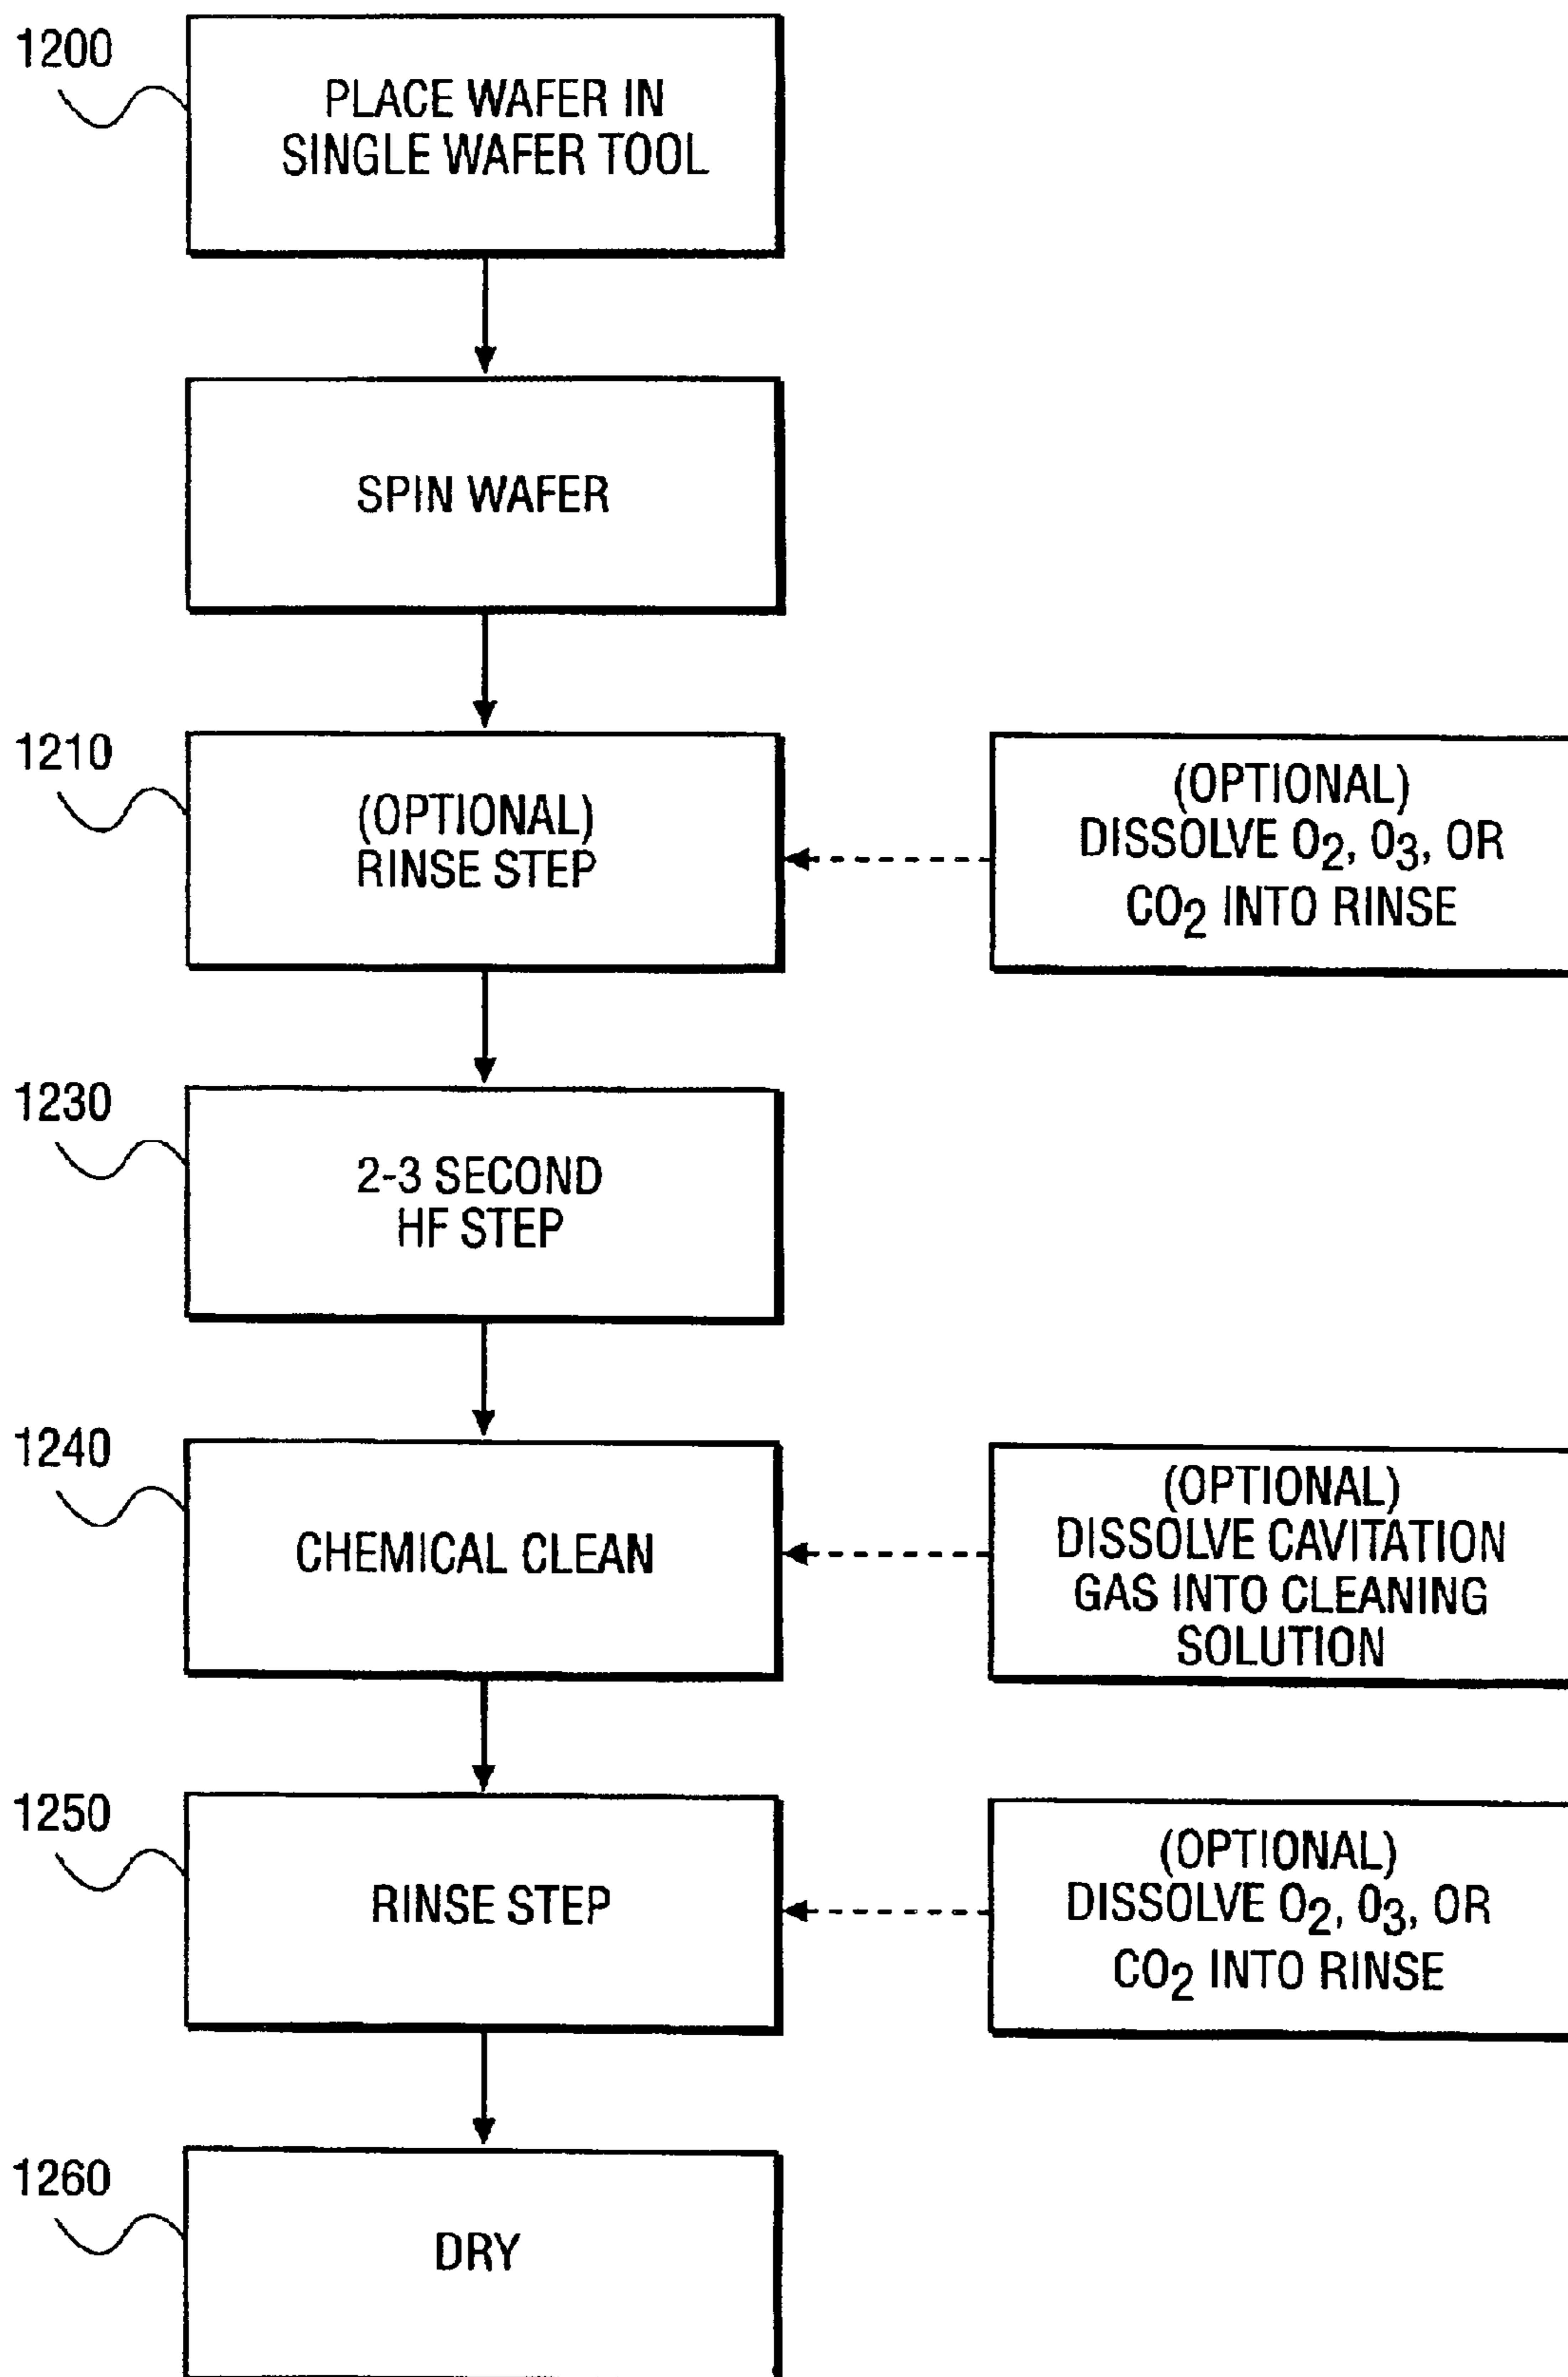 1200
PLACE WAFER IN
SINGLE WAFER TOOL
SPIN WAFER
1210
(OPTIONAL)
RINSE STEP
(OPTIONAL)
DISSOLVE O₂, O₃, OR
CO₂ INTO RINSE
1230
2-3 SECOND
HF STEP
1240
CHEMICAL CLEAN
(OPTIONAL)
DISSOLVE CAVITATION
GAS INTO CLEANING
SOLUTION
1250
RINSE STEP
(OPTIONAL)
DISSOLVE O₂, O₃, OR
CO₂ INTO RINSE
1260
DRY